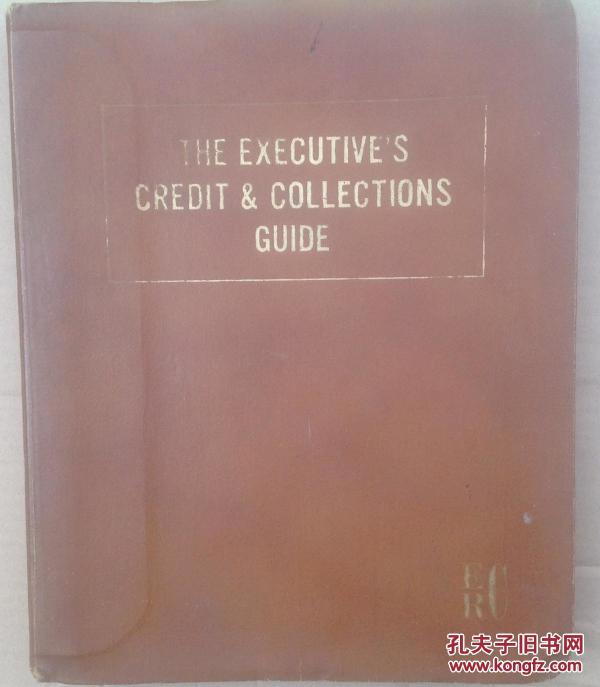 THE EXECUTIVE'S
CREDIT & COLLECTIONS
GUIDE
E
R C
孔夫子旧书网
www.kongfz.com